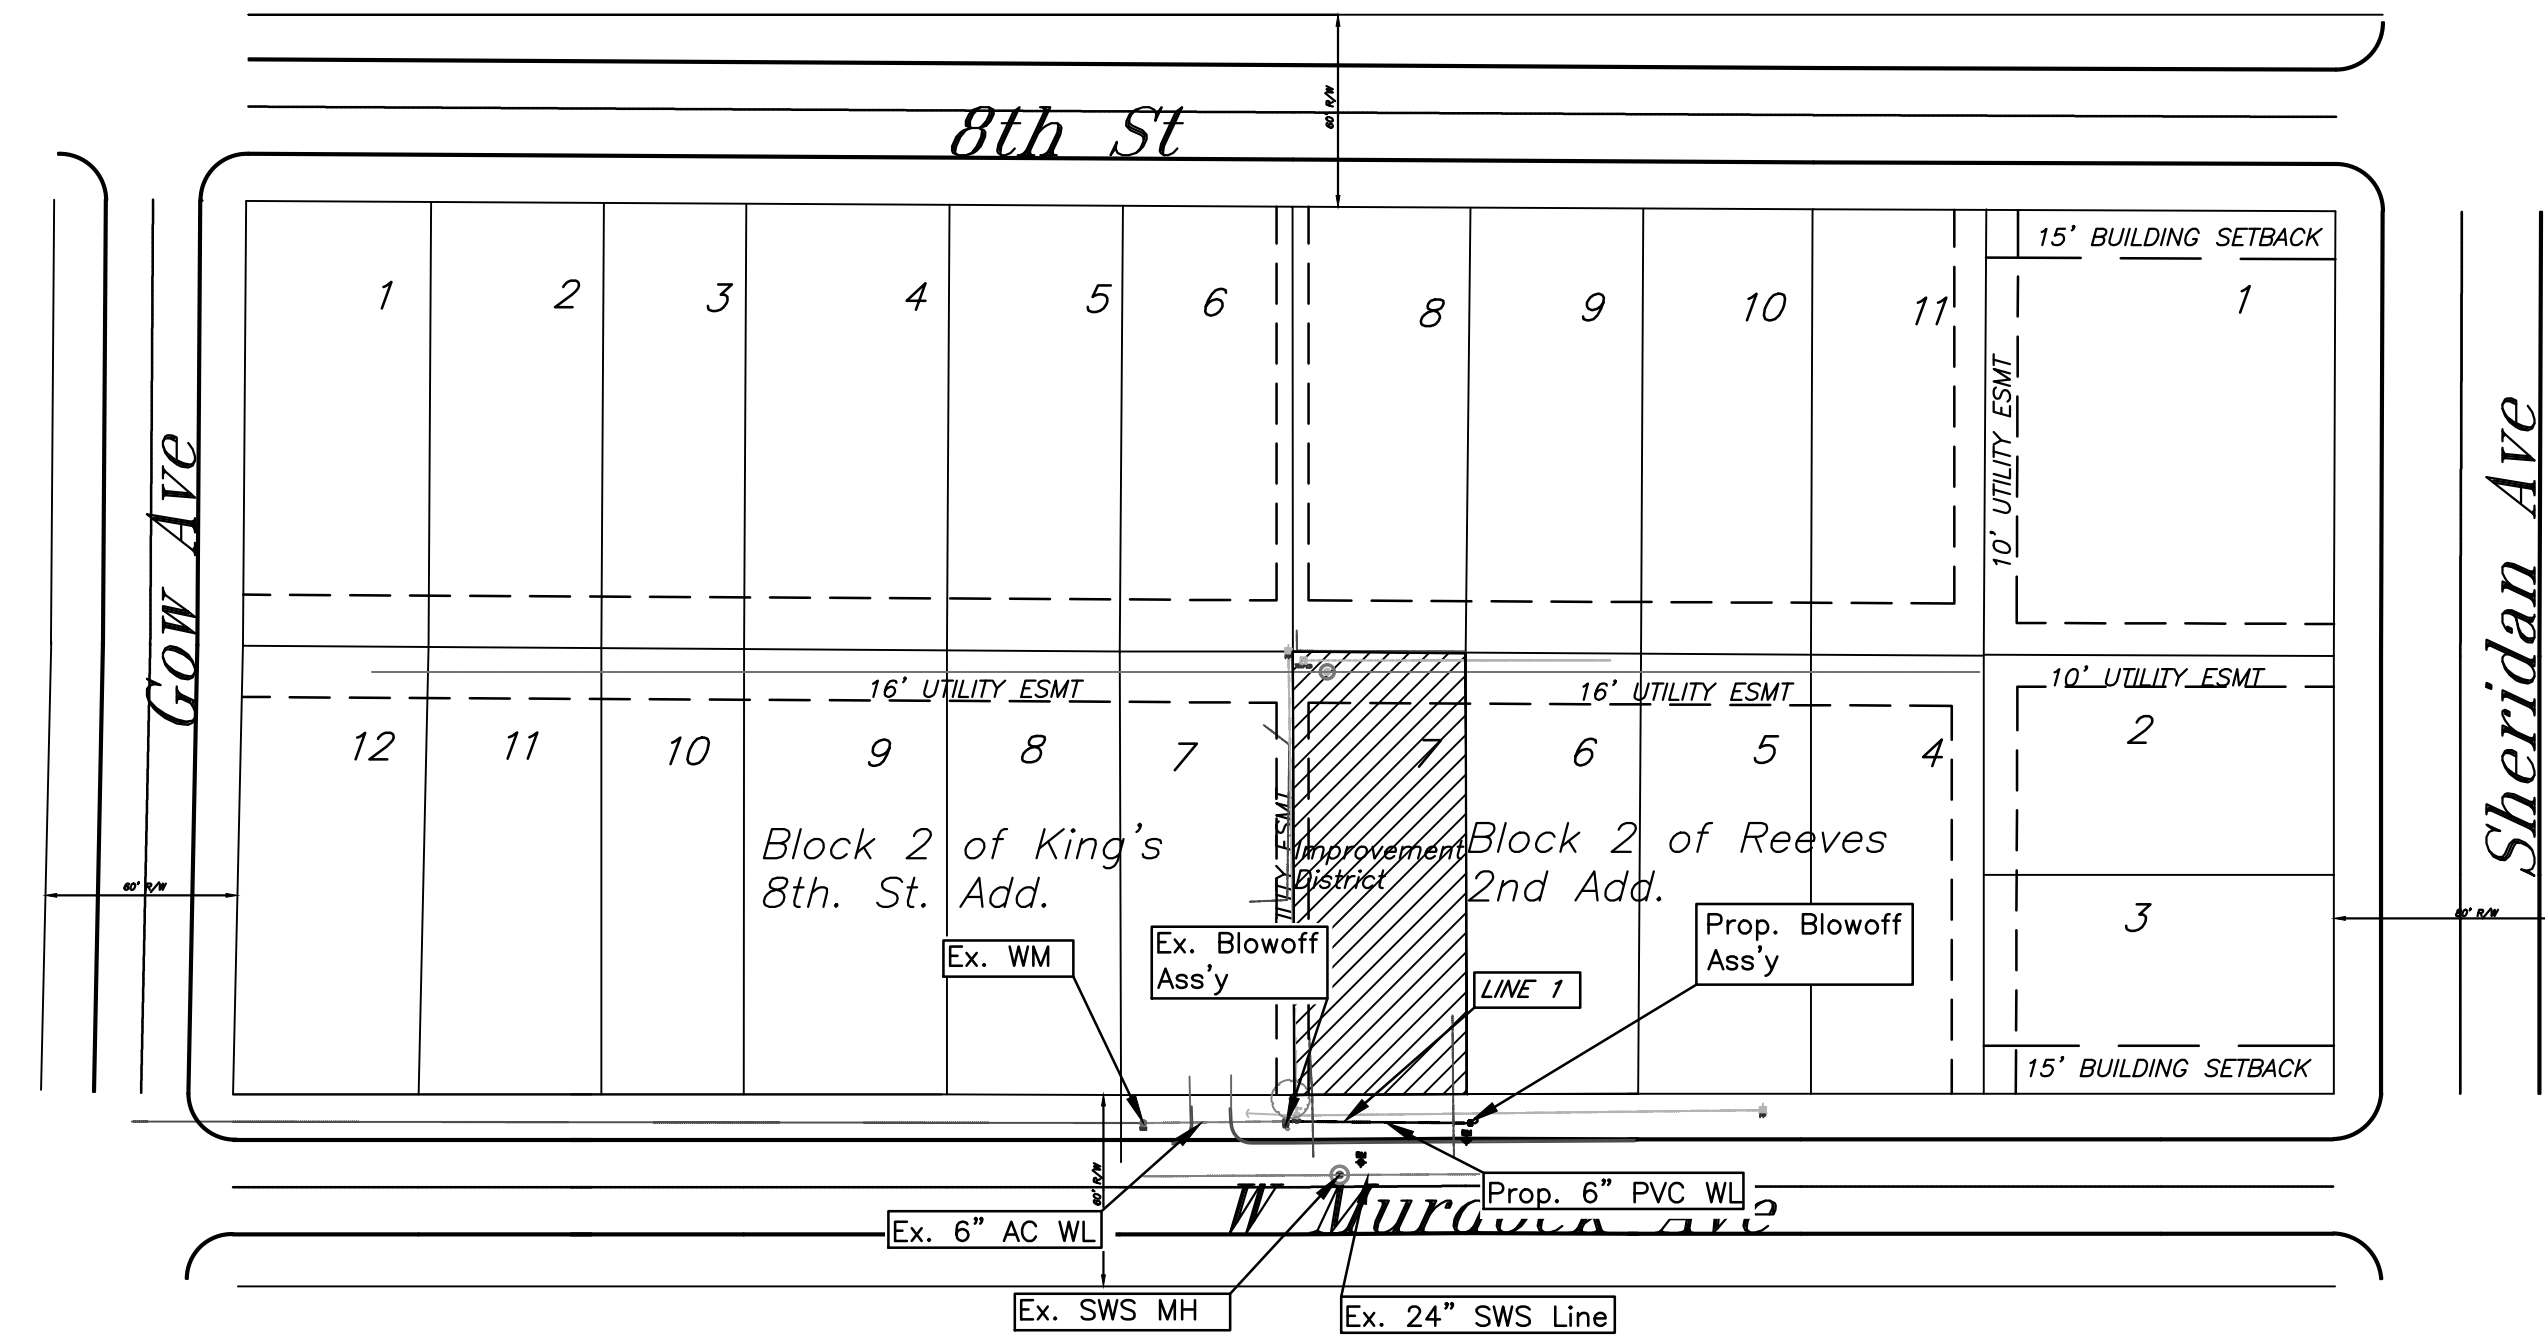 8th St
60' R/W
15' BUILDING SETBACK
1
2
3
4
5
6
8
9
10
11
1
10' UTILITY ESMT
Gow Ave
Sheridan Ave
16' UTILITY ESMT
16' UTILITY ESMT
10' UTILITY ESMT
12
11
10
9
8
7
7
6
5
4
2
UTILITY ESMT
Block 2 of King's
8th. St. Add.
Improvement
District
Block 2 of Reeves
2nd Add.
60' R/W
3
Ex. WM
Ex. Blowoff
Ass'y
LINE 1
Prop. Blowoff
Ass'y
15' BUILDING SETBACK
60' R/W
Prop. 6" PVC WL
W Murdock Ave
Ex. 6" AC WL
Ex. SWS MH
Ex. 24" SWS Line